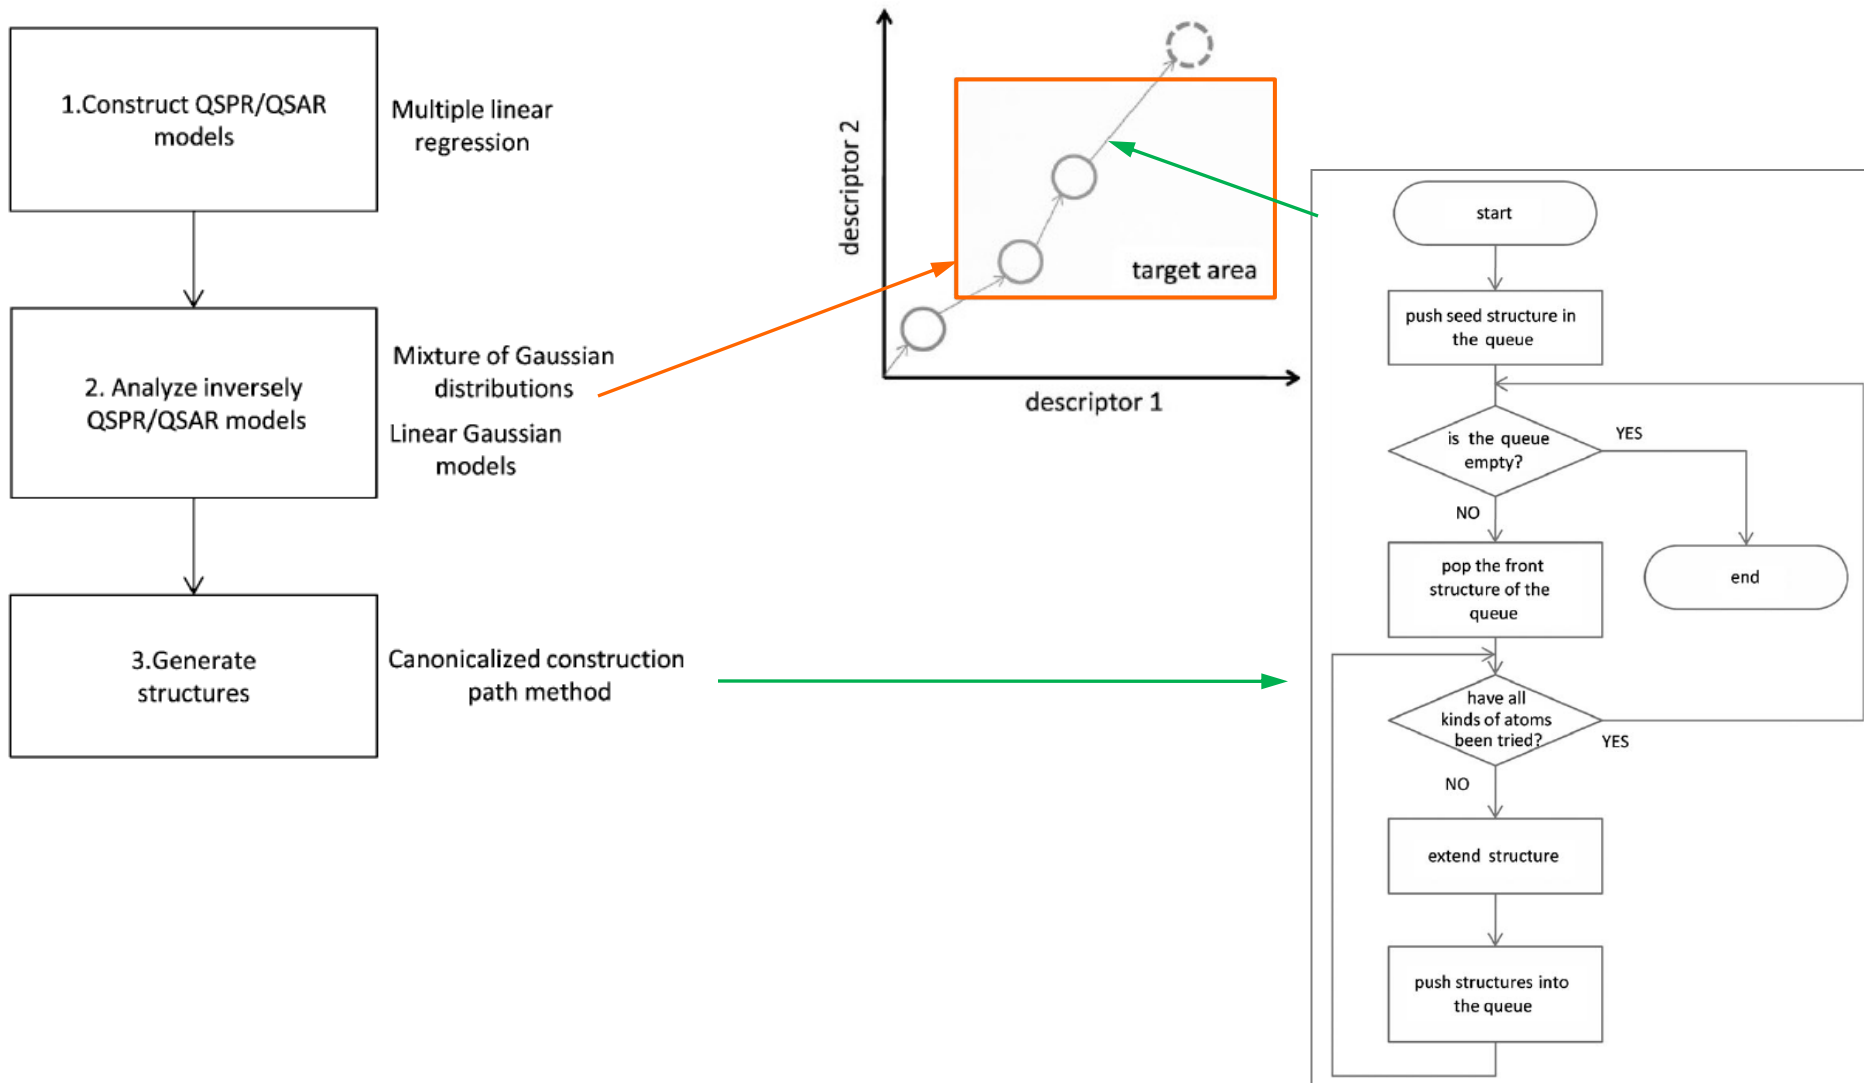 1.Construct QSPR/QSAR
models
Multiple linear
regression
2. Analyze inversely
QSPR/QSAR models
Mixture of Gaussian
distributions
Linear Gaussian
models
3.Generate
structures
Canonicalized construction
path method
descriptor 2
target area
descriptor 1
start
push seed structure in
the queue
is the queue
empty?
YES
NO
pop the front
structure of the
queue
end
have all
kinds of atoms
been tried?
YES
NO
extend structure
push structures into
the queue